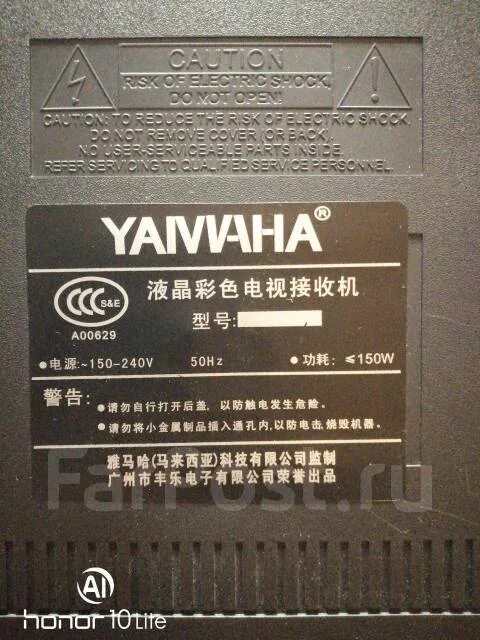 CAUTION
RISK OF ELECTRIC SHOCK,
DO NOT OPEN!
CAUTION: TO REDUCE THE RISK OF ELECTRIC SHOCK,
DO NOT REMOVE COVER (OR BACK).
NO USER-SERVICEABLE PARTS INSIDE.
REFER SERVICING TO QUALIFIED SERVICE PERSONNEL.
YAMAHA®
CCC S&E
A00629
液晶彩色电视接收机
型号:
●电源:~150-240V 50Hz ●功耗: ≤150W
警告:
●请勿自行打开后盖, 以防触电发生危险。
●请勿将小金属制品插入通孔内, 以防电击烧毁机器。
雅马哈(马来西亚)科技有限公司监制
广州市丰乐电子有限公司荣誉出品
FarPost.ru
AI
honor 10 Lite